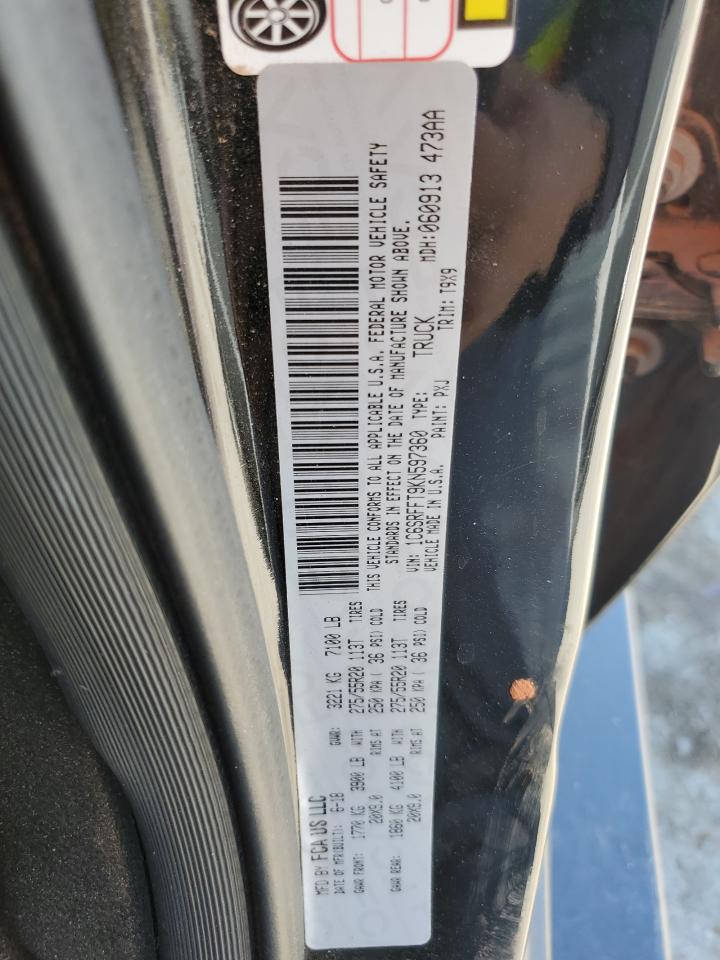 MFD BY FCA US LLC
DATE OF MFR(BUILT): 6-18 GVWR: 3221 KG 7100 LB
GAWR FRONT: 1770 KG 3900 LB WITH 275/55R20 113T TIRES
20X9.0 RIMS AT 250 KPA ( 36 PSI) COLD
GAWR REAR: 1860 KG 4100 LB WITH 275/55R20 113T TIRES
20X9.0 RIMS AT 250 KPA ( 36 PSI) COLD
THIS VEHICLE CONFORMS TO ALL APPLICABLE U.S.A. FEDERAL MOTOR VEHICLE SAFETY
STANDARDS IN EFFECT ON THE DATE OF MANUFACTURE SHOWN ABOVE.
VIN: 1C6SRFFT9KN597360 TYPE: TRUCK MDH:060913 473AA
VEHICLE MADE IN U.S.A. PAINT: PXJ TRIM: T9X9